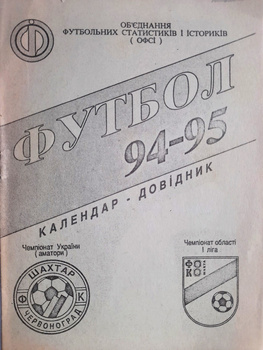 ОБ'ЄДНАННЯ
ФУТБОЛЬНИХ СТАТИСТИКІВ І ІСТОРИКІВ
( ОФСІ )
ФУТБОЛ
94-95
КАЛЕНДАР - ДОВІДНИК
Чемпіонат України
(аматори)
Чемпіонат області
1 ліга
ШАХТАР
Ф К
ЧЕРВОНОГРАД